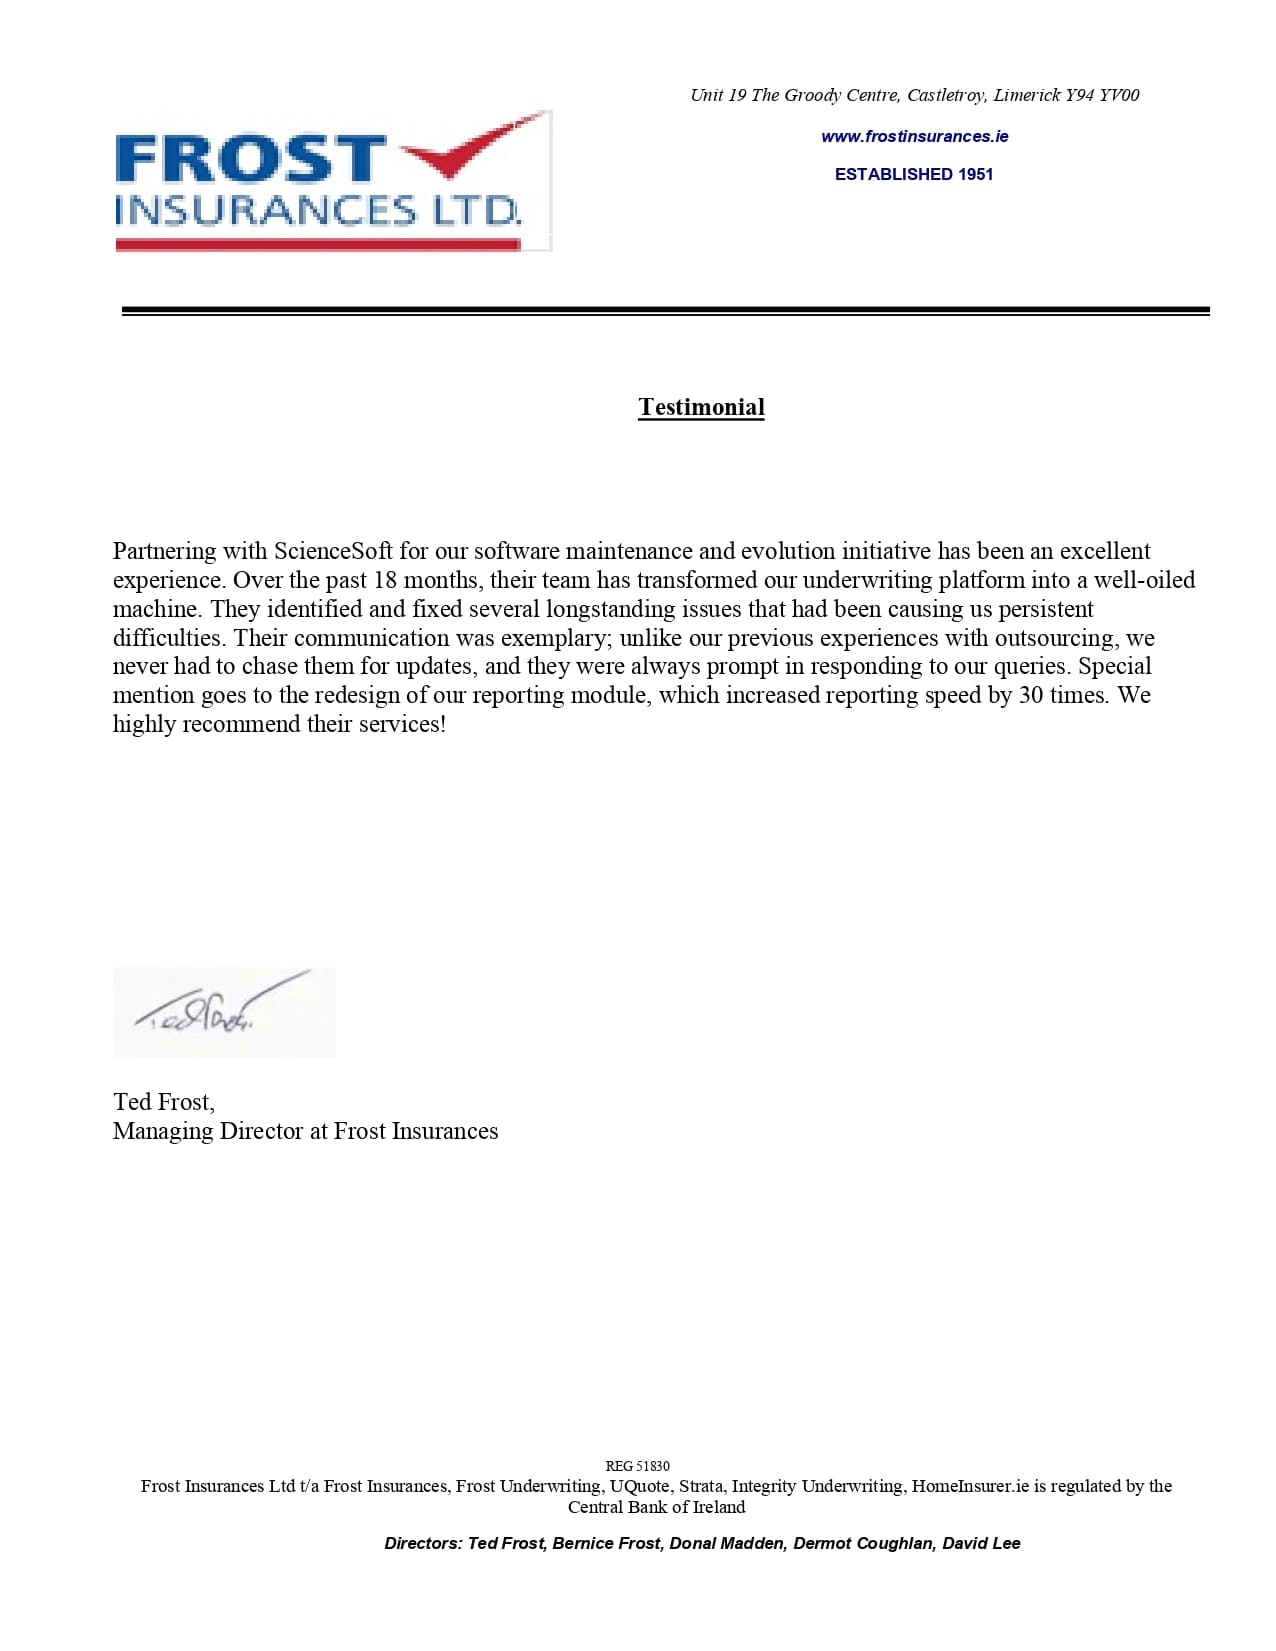 Unit 19 The Groody Centre, Castletroy, Limerick Y94 YV00
www.frostinsurances.ie
ESTABLISHED 1951
FROST
INSURANCES LTD.
Testimonial
Partnering with ScienceSoft for our software maintenance and evolution initiative has been an excellent
experience. Over the past 18 months, their team has transformed our underwriting platform into a well-oiled
machine. They identified and fixed several longstanding issues that had been causing us persistent
difficulties. Their communication was exemplary; unlike our previous experiences with outsourcing, we
never had to chase them for updates, and they were always prompt in responding to our queries. Special
mention goes to the redesign of our reporting module, which increased reporting speed by 30 times. We
highly recommend their services!
Ted Frost
Ted Frost,
Managing Director at Frost Insurances
REG 51830
Frost Insurances Ltd t/a Frost Insurances, Frost Underwriting, UQuote, Strata, Integrity Underwriting, HomeInsurer.ie is regulated by the
Central Bank of Ireland
Directors: Ted Frost, Bernice Frost, Donal Madden, Dermot Coughlan, David Lee